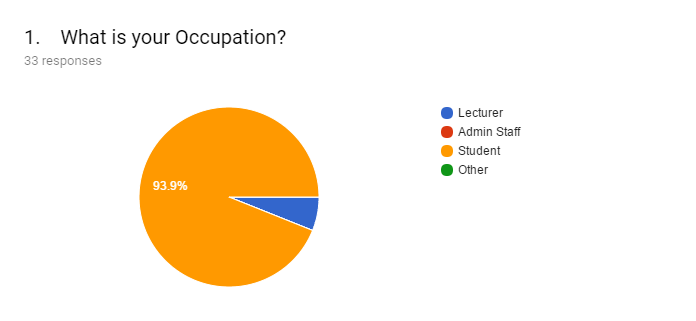 1. What is your Occupation?
33 responses
93.9%
Lecturer
Admin Staff
Student
Other